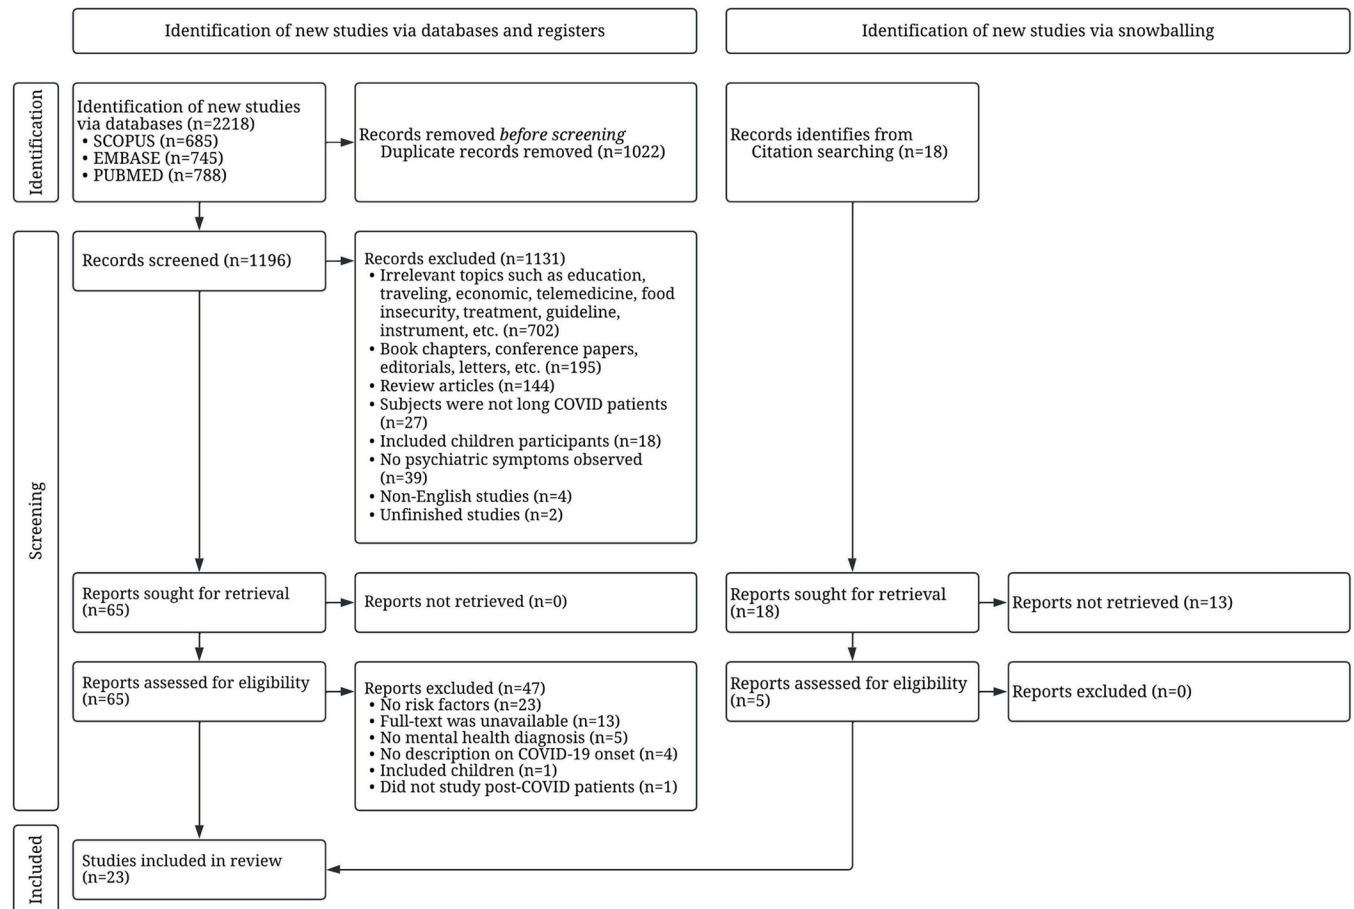 Identification of new studies via databases and registers
Identification of new studies via snowballing
Identification
Identification of new studies
via databases (n=2218)
• SCOPUS (n=685)
• EMBASE (n=745)
• PUBMED (n=788)
Records removed before screening
Duplicate records removed (n=1022)
Records identifies from
Citation searching (n=18)
Screening
Records screened (n=1196)
Records excluded (n=1131)
• Irrelevant topics such as education,
traveling, economic, telemedicine, food
insecurity, treatment, guideline,
instrument, etc. (n=702)
• Book chapters, conference papers,
editorials, letters, etc. (n=195)
• Review articles (n=144)
• Subjects were not long COVID patients
(n=27)
• Included children participants (n=18)
• No psychiatric symptoms observed
(n=39)
• Non-English studies (n=4)
• Unfinished studies (n=2)
Reports sought for retrieval
(n=65)
Reports not retrieved (n=0)
Reports sought for retrieval
(n=18)
Reports not retrieved (n=13)
Reports assessed for eligibility
(n=65)
Reports excluded (n=47)
• No risk factors (n=23)
• Full-text was unavailable (n=13)
• No mental health diagnosis (n=5)
• No description on COVID-19 onset (n=4)
• Included children (n=1)
• Did not study post-COVID patients (n=1)
Reports assessed for eligibility
(n=5)
Reports excluded (n=0)
Included
Studies included in review
(n=23)